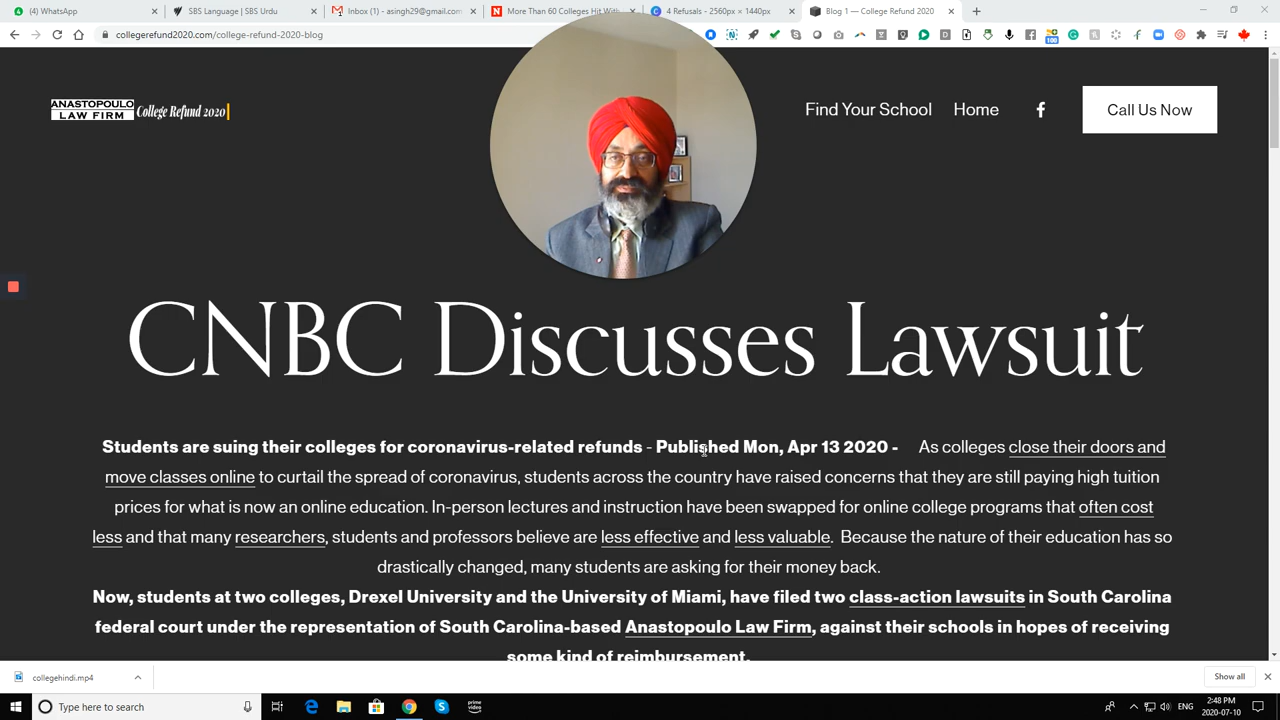 WhatsApp
SBS Language | SBS Urdu
Inbox (1) - asingh29@gmail.com
More Than 60 Colleges Hit With
4 Refusals - 2560px × 1440px
Blog 1 — College Refund 2020
collegerefund2020.com/college-refund-2020-blog
ANASTOPOULO
LAW FIRM
College Refund 2020
Find Your School
Home
Call Us Now
CNBC Discusses Lawsuit
Students are suing their colleges for coronavirus-related refunds - Published Mon, Apr 13 2020 - As colleges close their doors and
move classes online to curtail the spread of coronavirus, students across the country have raised concerns that they are still paying high tuition
prices for what is now an online education. In-person lectures and instruction have been swapped for online college programs that often cost
less and that many researchers, students and professors believe are less effective and less valuable. Because the nature of their education has so
drastically changed, many students are asking for their money back.
Now, students at two colleges, Drexel University and the University of Miami, have filed two class-action lawsuits in South Carolina
federal court under the representation of South Carolina-based Anastopoulo Law Firm, against their schools in hopes of receiving
some kind of reimbursement.
collegehindi.mp4
Show all
Type here to search
prime video
ENG
2:48 PM
2020-07-10